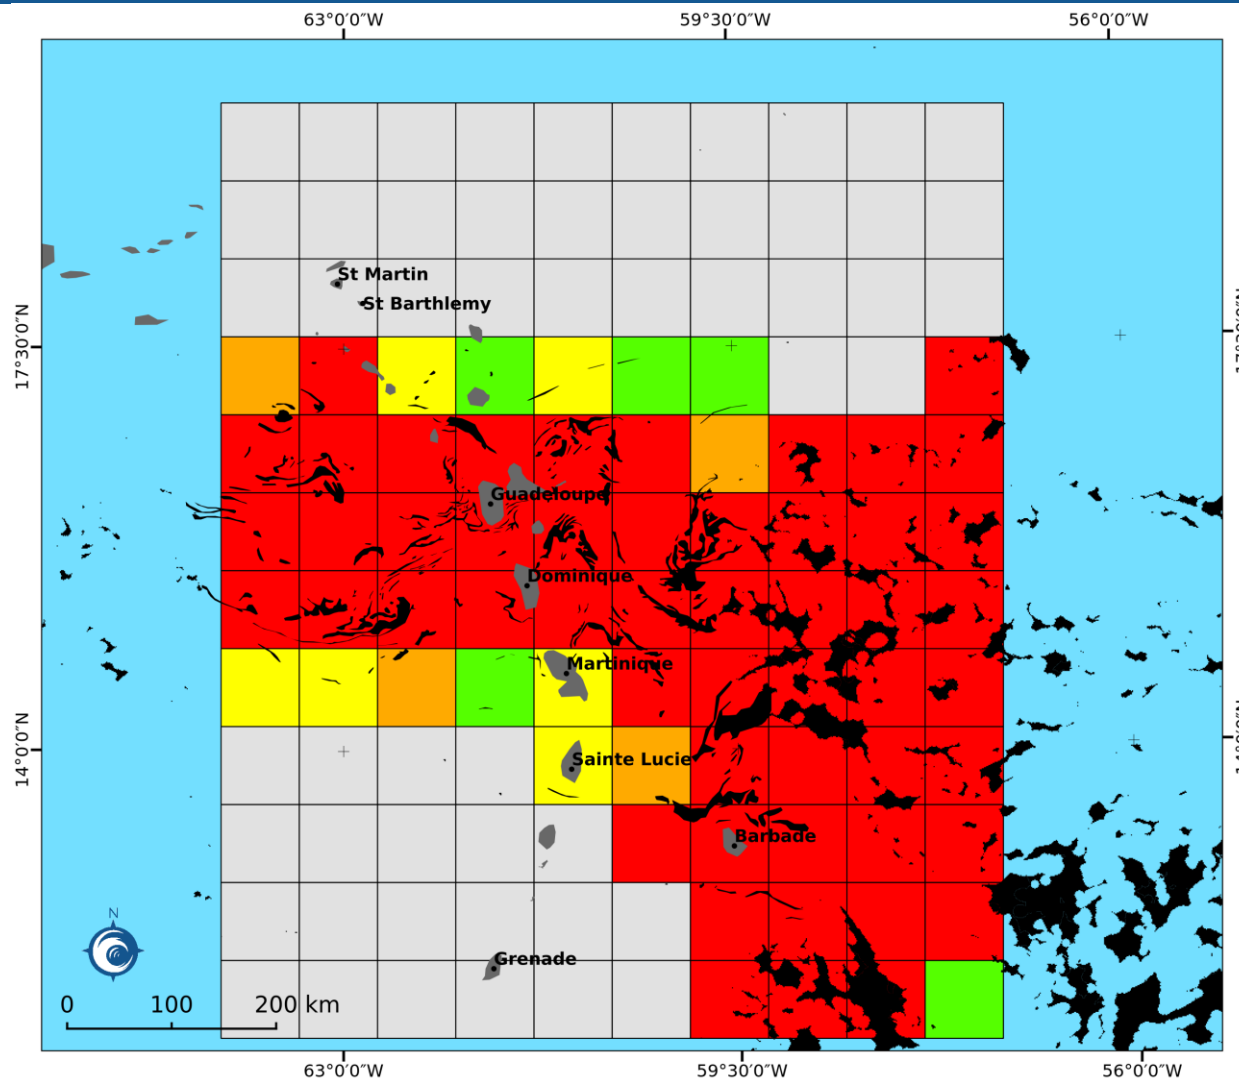 63°0′0″W 59°30′0″W 56°0′0″W
St Martin
St Barthlemy
17°30′0″N
Guadeloupe
Dominique
Martinique
14°0′0″N
Sainte Lucie
Barbade
N
Grenade
0 100 200 km
63°0′0″W 59°30′0″W 56°0′0″W